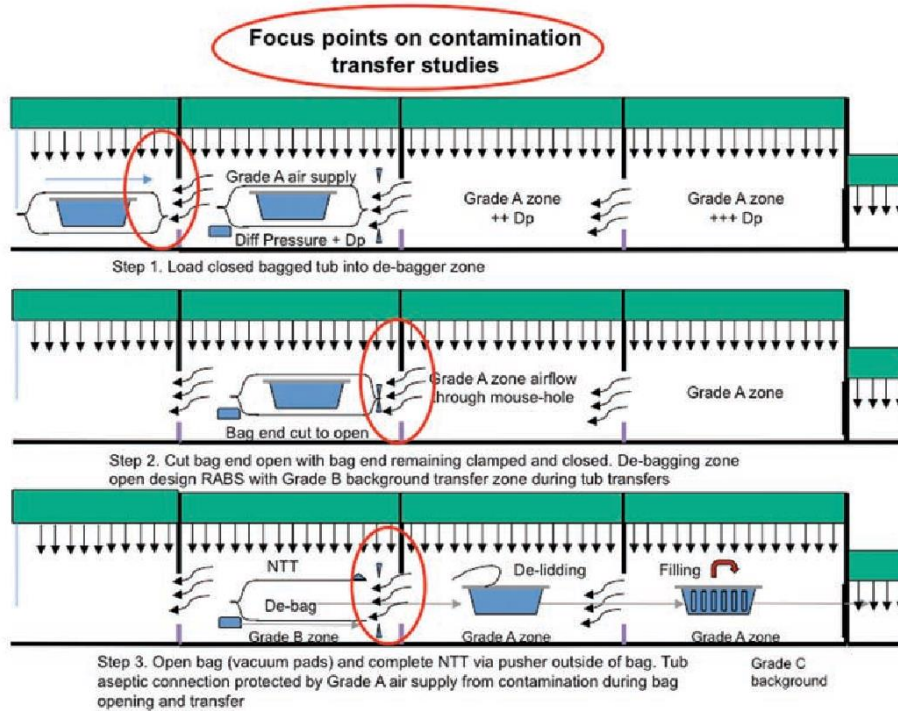 Focus points on contamination
transfer studies
Grade A air supply
Diff Pressure + Dp
Grade A zone
++ Dp
Grade A zone
+++ Dp
Step 1. Load closed bagged tub into de-bagger zone
Bag end cut to open
Grade A zone airflow
through mouse-hole
Grade A zone
Step 2. Cut bag end open with bag end remaining clamped and closed. De-bagging zone
open design RABS with Grade B background transfer zone during tub transfers
NTT
De-bag
Grade B zone
De-lidding
Grade A zone
Filling
Grade A zone
Step 3. Open bag (vacuum pads) and complete NTT via pusher outside of bag. Tub
aseptic connection protected by Grade A air supply from contamination during bag
opening and transfer
Grade C
background